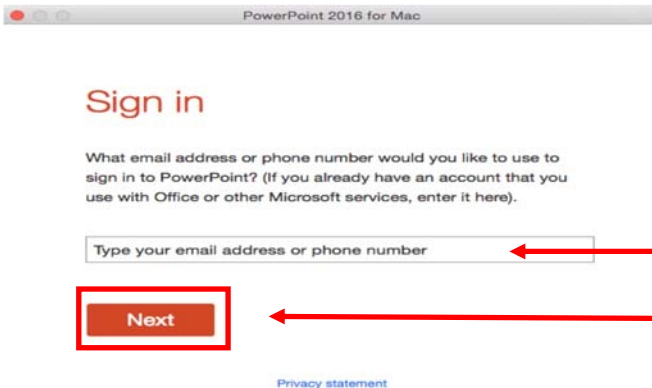 PowerPoint 2016 for Mac
Sign in
What email address or phone number would you like to use to
sign in to PowerPoint? (If you already have an account that you
use with Office or other Microsoft services, enter it here).
Type your email address or phone number
Next
Privacy statement